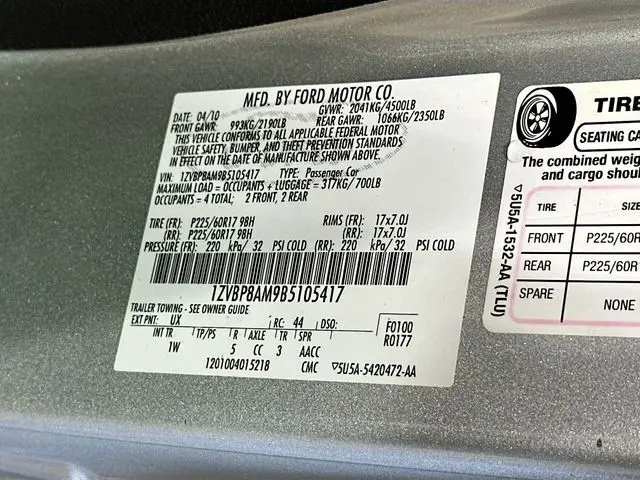 MFD. BY FORD MOTOR CO.
DATE: 04/10 GVWR: 2041KG/4500LB
FRONT GAWR: 993KG/2190LB REAR GAWR: 1066KG/2350LB
THIS VEHICLE CONFORMS TO ALL APPLICABLE FEDERAL MOTOR
VEHICLE SAFETY, BUMPER, AND THEFT PREVENTION STANDARDS
IN EFFECT ON THE DATE OF MANUFACTURE SHOWN ABOVE.
VIN: 1ZVBP8AM9B5105417 TYPE: Passenger Car
MAXIMUM LOAD = OCCUPANTS + LUGGAGE = 317KG/700LB
OCCUPANTS = 4 TOTAL; 2 FRONT, 2 REAR
TIRE (FR): P225/60R17 98H RIMS (FR): 17x7.0J
(RR): P225/60R17 98H (RR): 17x7.0J
PRESSURE (FR): 220 kPa/ 32 PSI COLD (RR): 220 kPa/ 32 PSI COLD
1ZVBP8AM9B5105417
TRAILER TOWING - SEE OWNER GUIDE
EXT PNT: UX RC: 44 DSO: F0100
R0177
INT TR TP/PS R AXLE TR SPR
1W 5 CC 3 AACC
1201004015218 CMC ▽5U5A-5420472-AA
▽5U5A-1532-AA (TLU)
TIRE
SEATING CA
The combined weig
and cargo shou
TIRE SIZE
FRONT P225/60R
REAR P225/60R
SPARE NONE